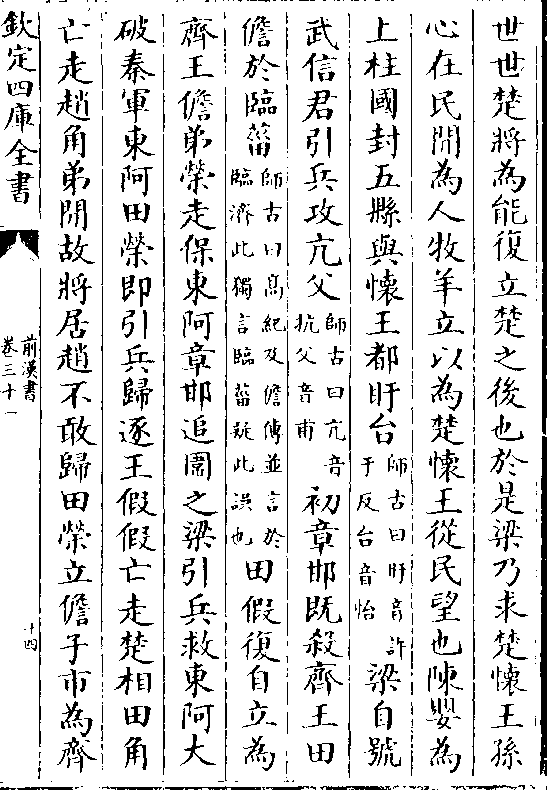 世世楚將為能復立楚之後也於是梁乃求楚懷王孫
心在民間為人牧羊立以為楚懷王從民望也陳嬰為
上柱國封五縣與懷王都盱台師古曰盱音許于反台音怡梁自號
武信君引兵攻亢父師古曰亢音抗父音甫初章邯既殺齊王田
儋於臨菑師古曰高紀及儋傳並言於臨濟此獨言臨菑疑此誤也田假復自立為
齊王儋弟榮走保東阿章邯追圍之梁引兵救東阿大
破秦軍東阿田榮即引兵歸逐王假假亡走楚相田角
亡走趙角弟閒故將居趙不敢歸田榮立儋子市為齊
欽定四庫全書
前漢書
卷三十一
十四